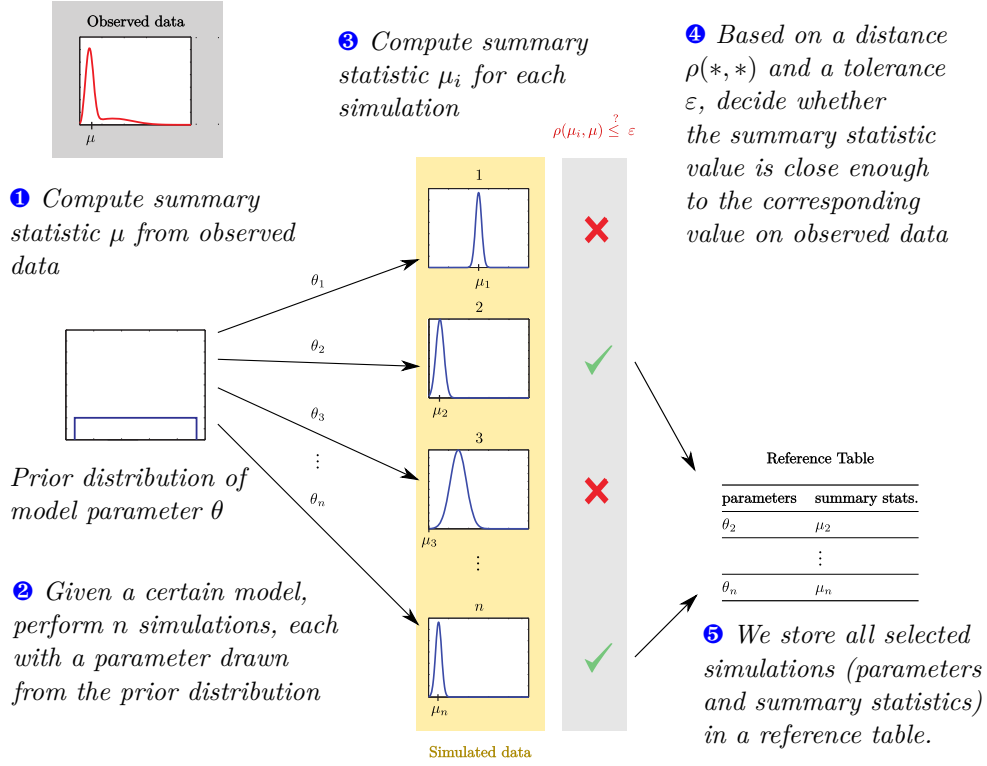 Observed data
μ
❶ Compute summary
statistic μ from observed
data
Prior distribution of
model parameter θ
❷ Given a certain model,
perform n simulations, each
with a parameter drawn
from the prior distribution
θ₁
θ₂
θ₃
⋮
θₙ
❸ Compute summary
statistic μᵢ for each
simulation
1
μ₁
2
μ₂
3
μ₃
⋮
n
μₙ
Simulated data
?
ρ(μᵢ, μ) ≤ ε
❹ Based on a distance
ρ(∗, ∗) and a tolerance
ε, decide whether
the summary statistic
value is close enough
to the corresponding
value on observed data
Reference Table
parameters summary stats.
θ₂ μ₂
⋮
θₙ μₙ
❺ We store all selected
simulations (parameters
and summary statistics)
in a reference table.